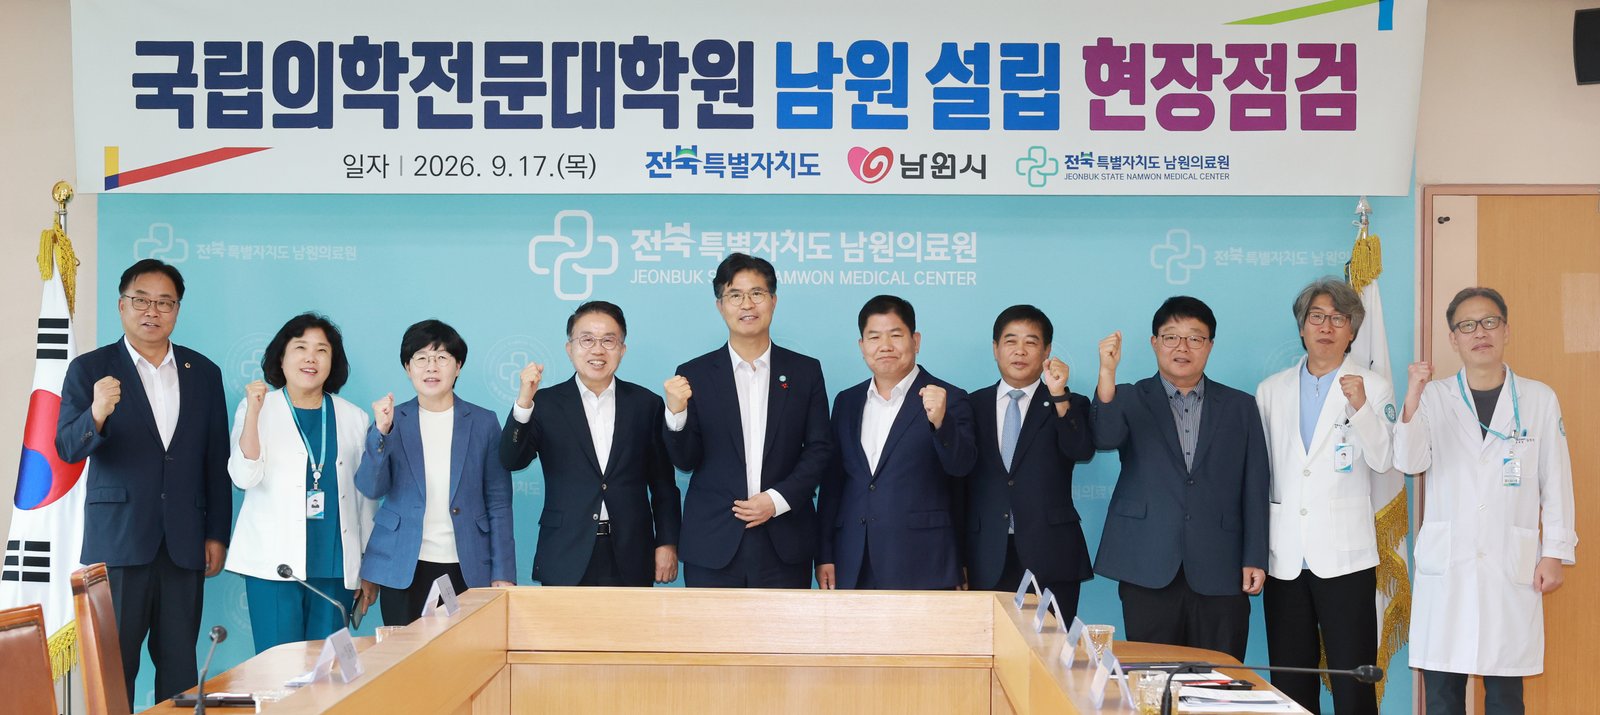 국립의학전문대학원 남원 설립 현장점검
일자 | 2026. 9.17.(목) 전북특별자치도 남원시 전북특별자치도 남원의료원
JEONBUK STATE NAMWON MEDICAL CENTER
전북특별자치도 남원의료원
전북특별자치도 남원의료원
JEONBUK STATE NAMWON MEDICAL CENTER
전북특별자치도 남원의